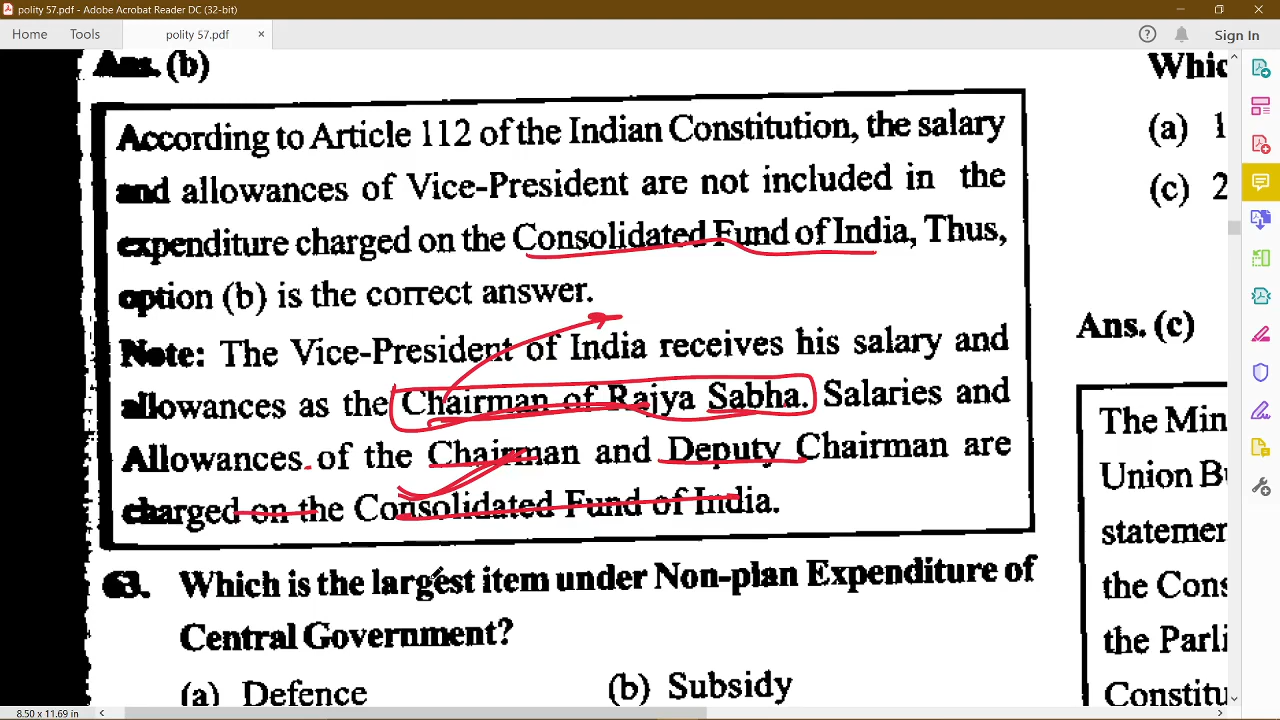 polity 57.pdf - Adobe Acrobat Reader DC (32-bit)
Home Tools polity 57.pdf × Sign In
Ans. (b)
According to Article 112 of the Indian Constitution, the salary
and allowances of Vice-President are not included in the
expenditure charged on the Consolidated Fund of India, Thus,
option (b) is the correct answer.
Note: The Vice-President of India receives his salary and
allowances as the Chairman of Rajya Sabha. Salaries and
Allowances of the Chairman and Deputy Chairman are
charged on the Consolidated Fund of India.
63. Which is the largest item under Non-plan Expenditure of
Central Government?
(a) Defence (b) Subsidy
(a) 1
(c) 2
Ans. (c)
The Min
Union Bu
statemen
the Cons
the Parli
Constitu
8.50 x 11.69 in